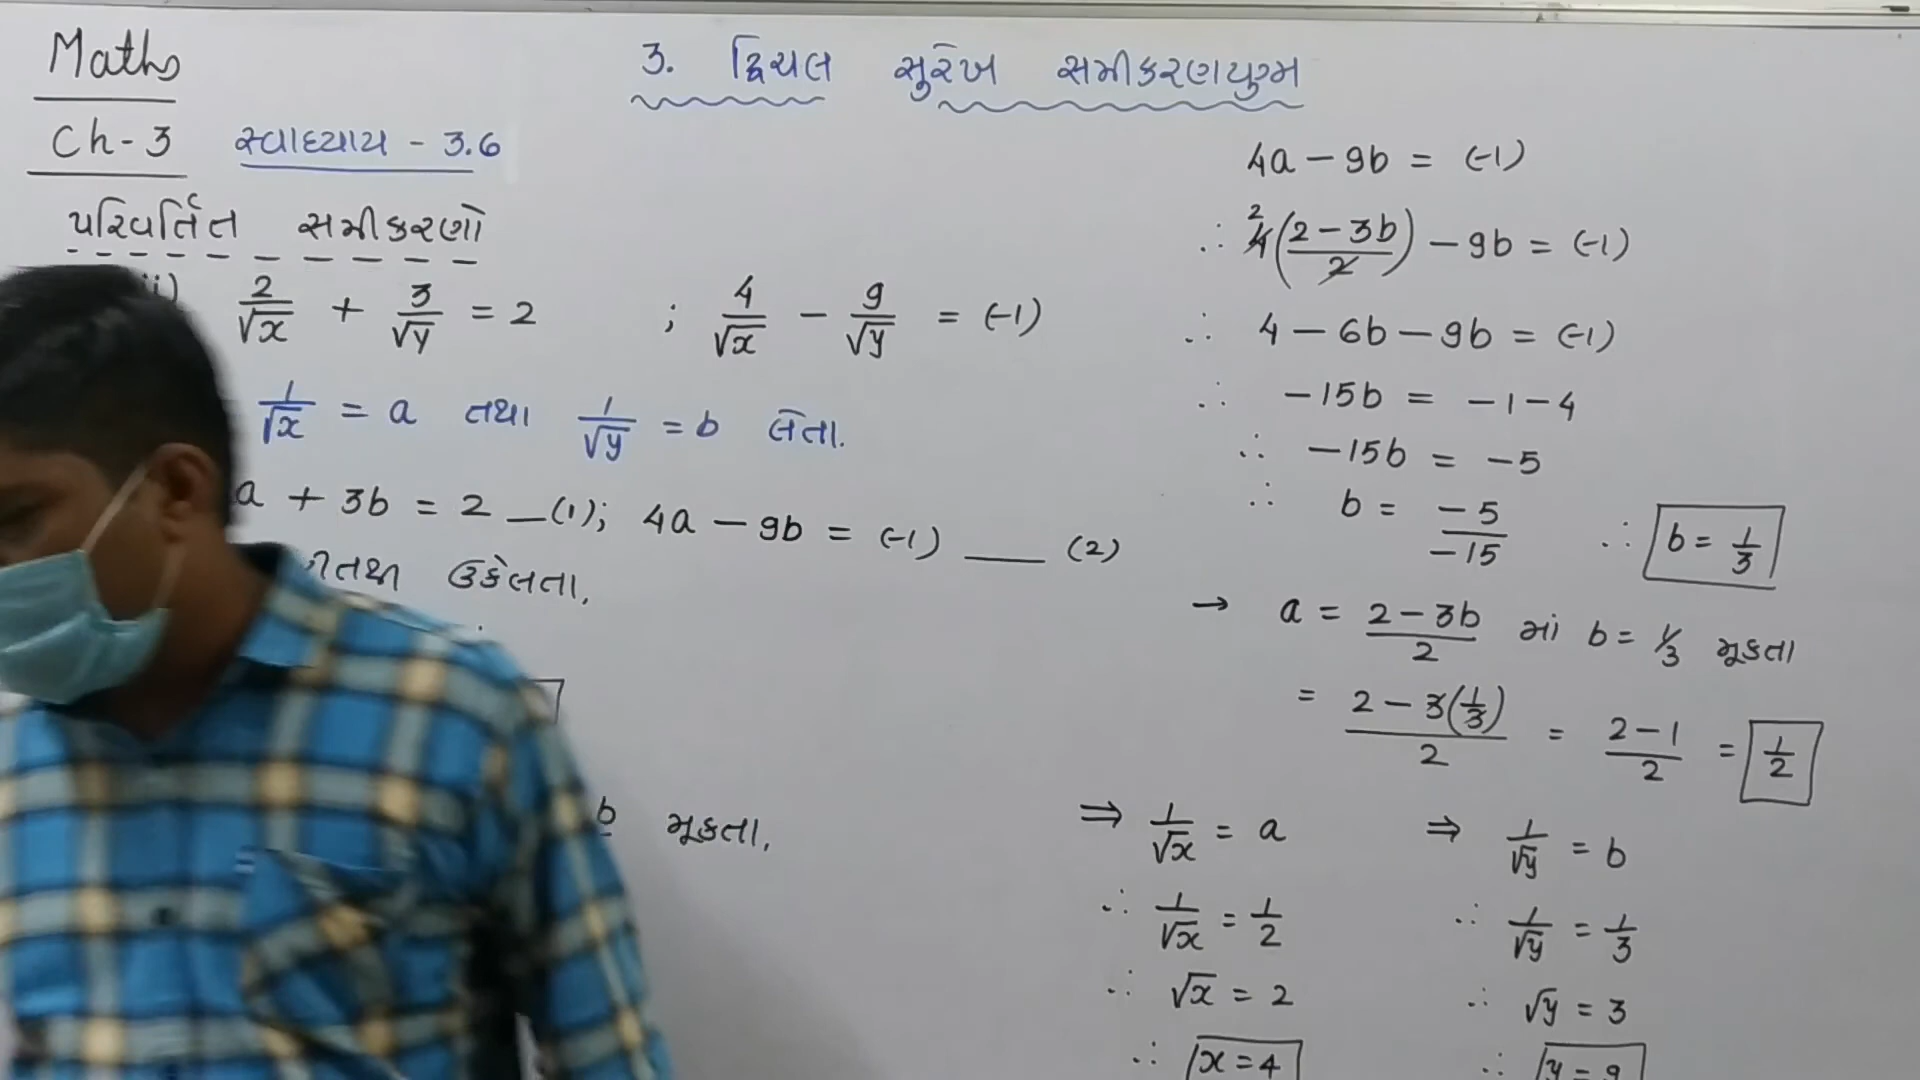 Maths
Ch-3 સ્વાધ્યાય - 3.6
3. દ્વિચલ સુરેખ સમીકરણયુગ્મ
પરિવર્તિત સમીકરણો
ii) 2/√x + 3/√y = 2 ; 4/√x - 9/√y = (-1)
1/√x = a તથા 1/√y = b લેતા.
a + 3b = 2 —(1); 4a - 9b = (-1) —— (2)
ઉકેલતા,
b મૂકતા,
4a - 9b = (-1)
∴ 4(2-3b/2) - 9b = (-1) 2
∴ 4 - 6b - 9b = (-1)
∴ -15b = -1-4
∴ -15b = -5
∴ b = -5/-15 ∴ b = 1/3
→ a = 2-3b/2 માં b = 1/3 મૂકતા
= 2-3(1/3)/2 = 2-1/2 = 1/2
⇒ 1/√x = a ⇒ 1/√y = b
∴ 1/√x = 1/2 ∴ 1/√y = 1/3
∴ √x = 2 ∴ √y = 3
∴ x = 4 ∴ y = 9